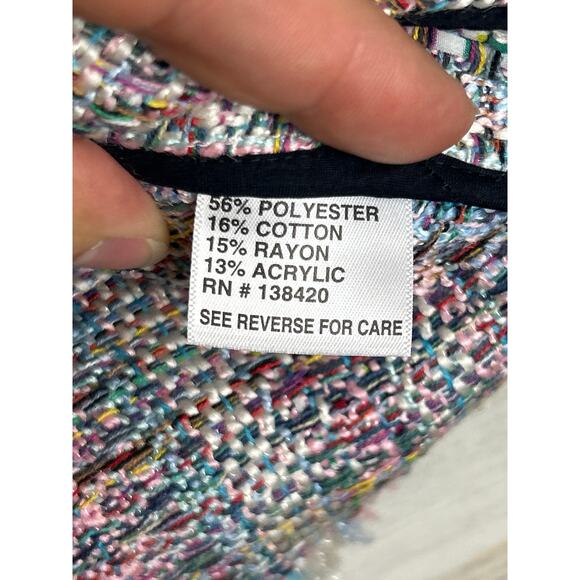 56% POLYESTER
16% COTTON
15% RAYON
13% ACRYLIC
RN # 138420
SEE REVERSE FOR CARE